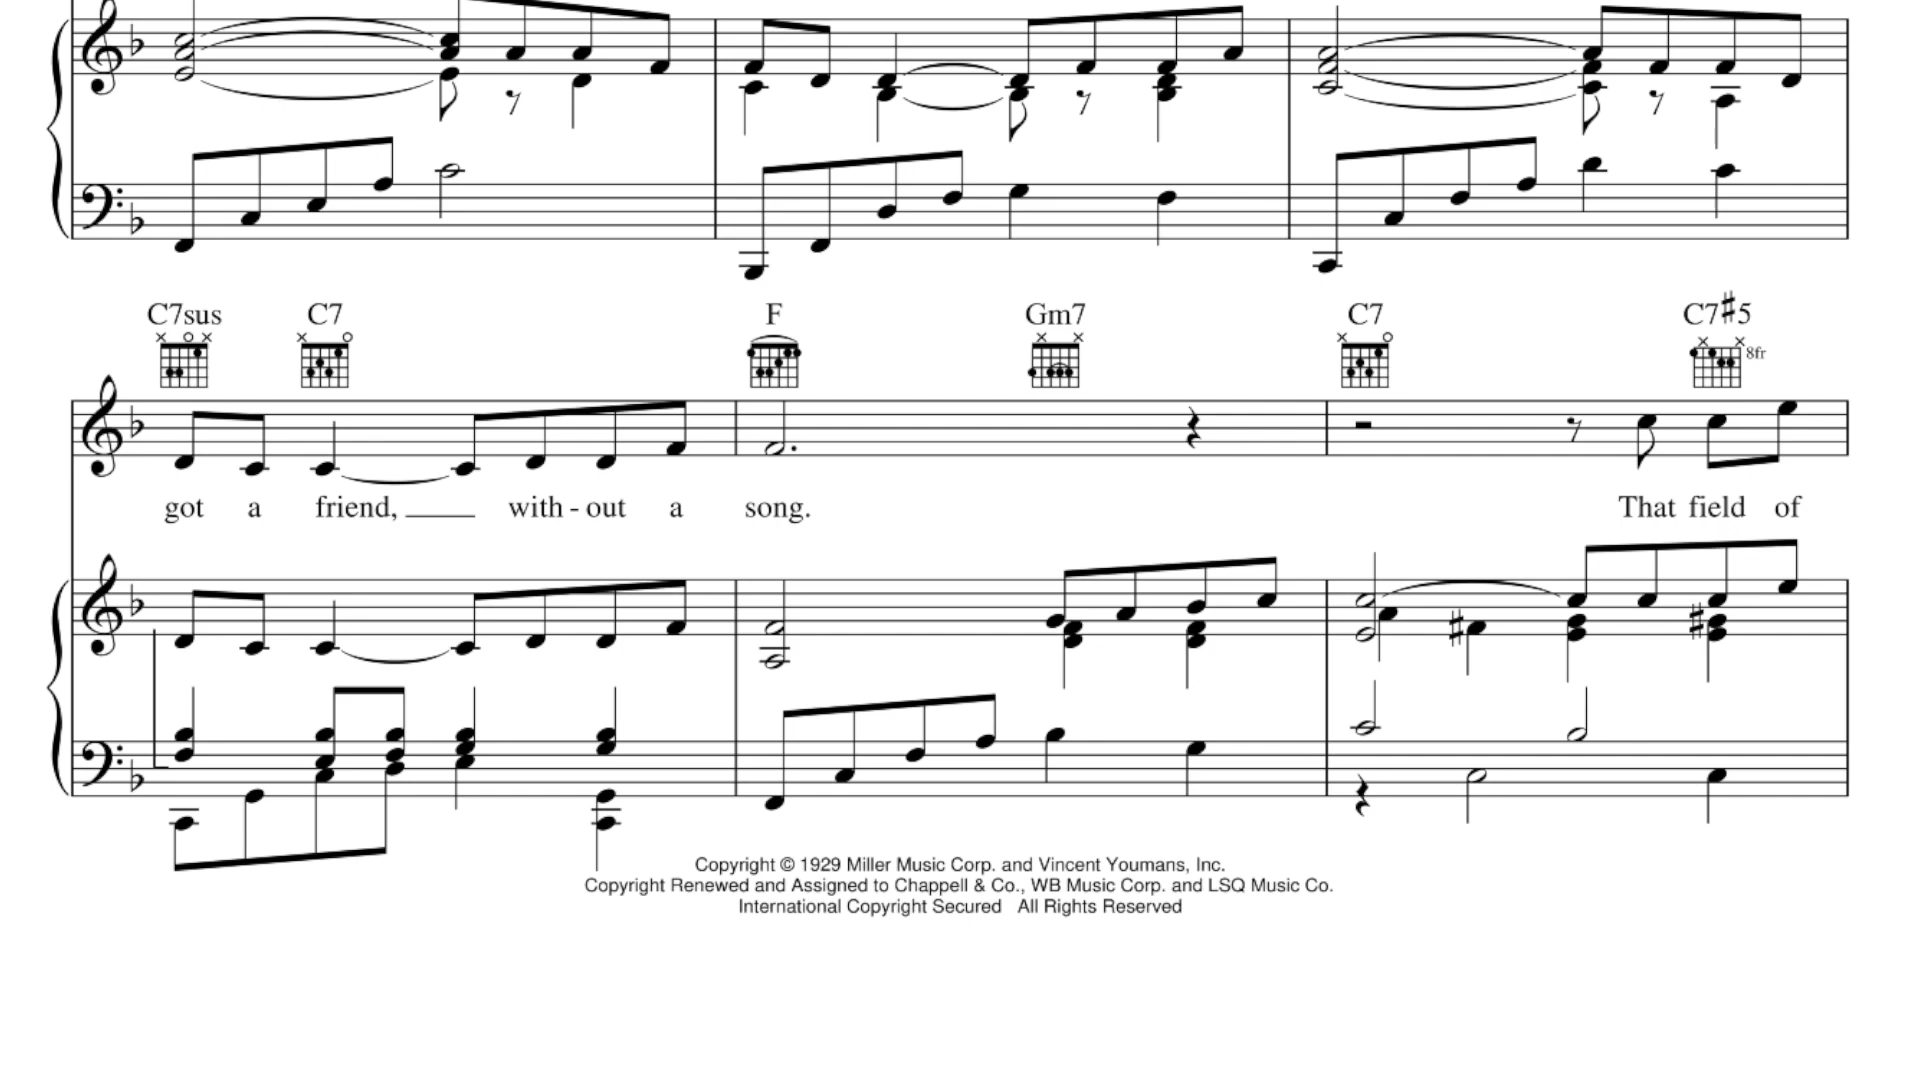 C7sus C7 F Gm7 C7 C7#5
8fr
got a friend, with - out a song. That field of
Copyright © 1929 Miller Music Corp. and Vincent Youmans, Inc.
Copyright Renewed and Assigned to Chappell & Co., WB Music Corp. and LSQ Music Co.
International Copyright Secured All Rights Reserved